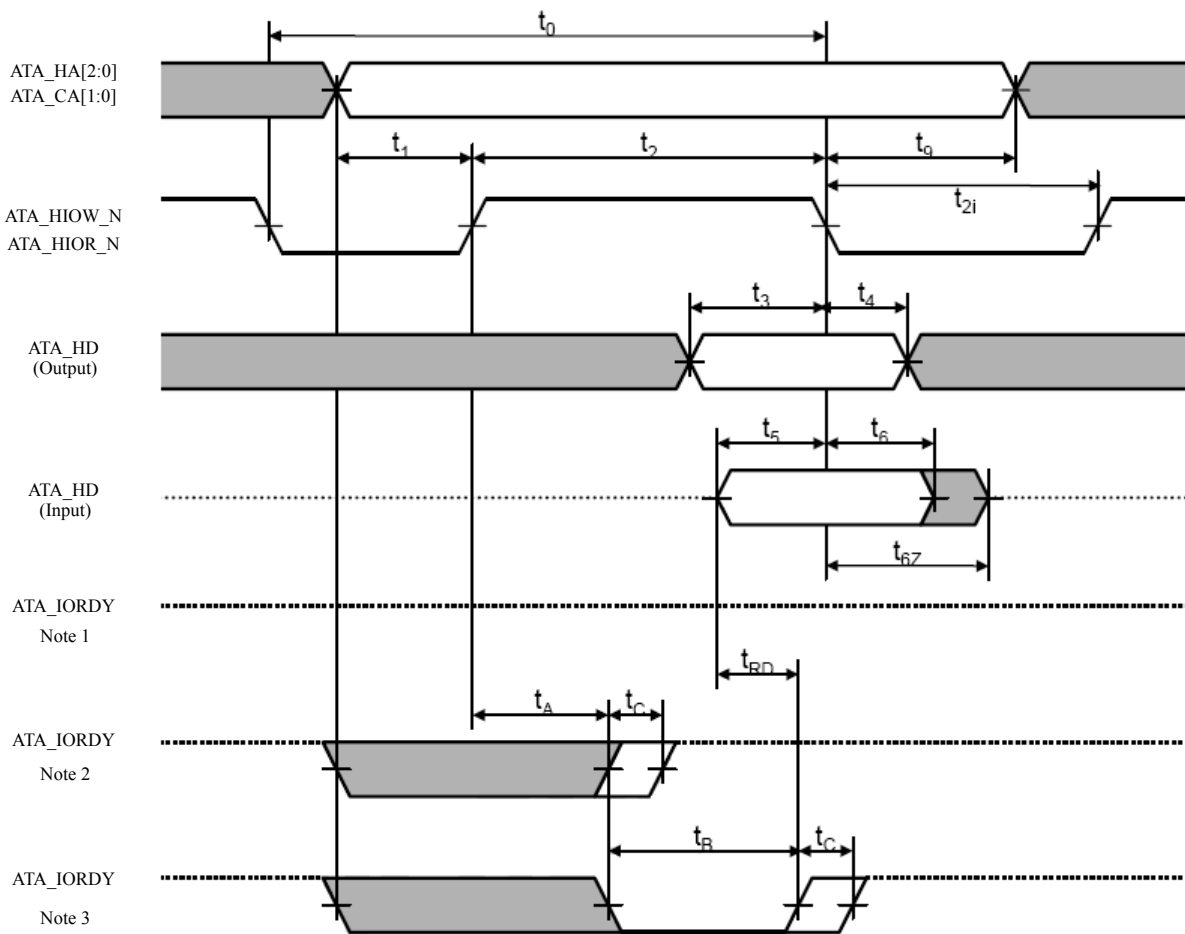 t0
ATA_HA[2:0]
ATA_CA[1:0]
t1
t2
t9
t2i
ATA_HIOW_N
ATA_HIOR_N
t3
t4
ATA_HD
(Output)
t5
t6
ATA_HD
(Input)
t6Z
ATA_IORDY
Note 1
tRD
tA
tC
ATA_IORDY
Note 2
tB
tC
ATA_IORDY
Note 3